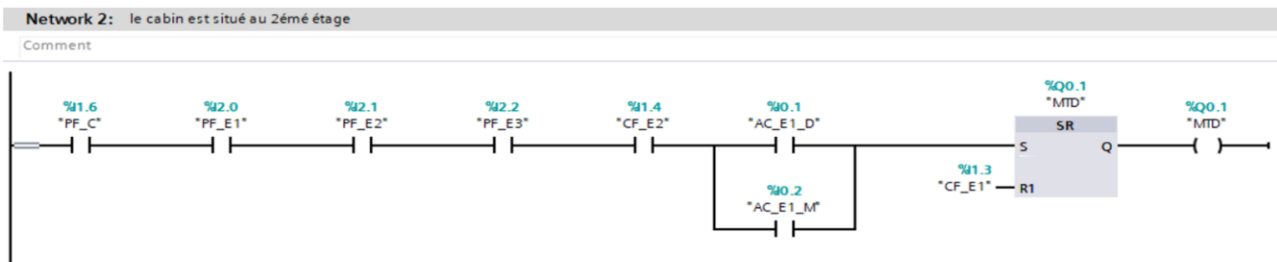 Network 2: le cabin est situé au 2émé étage
Comment
%I1.6 %I2.0 %I2.1 %I2.2 %I1.4 %I0.1 %Q0.1 %Q0.1
"PF_C" "PF_E1" "PF_E2" "PF_E3" "CF_E2" "AC_E1_D" "MTD" "MTD"
SR
S Q
%I1.3
"CF_E1" R1
%I0.2
"AC_E1_M"